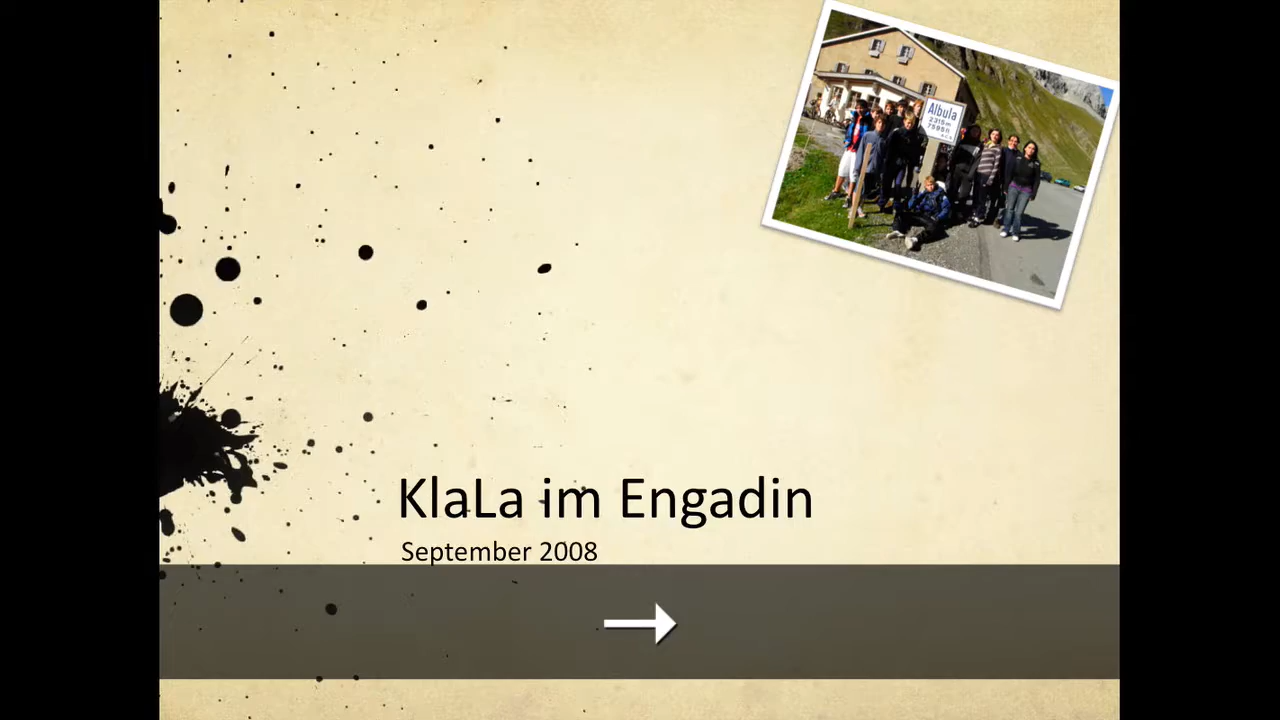 Albula
2315m
7595ft
A.C.S.
KlaLa im Engadin
September 2008